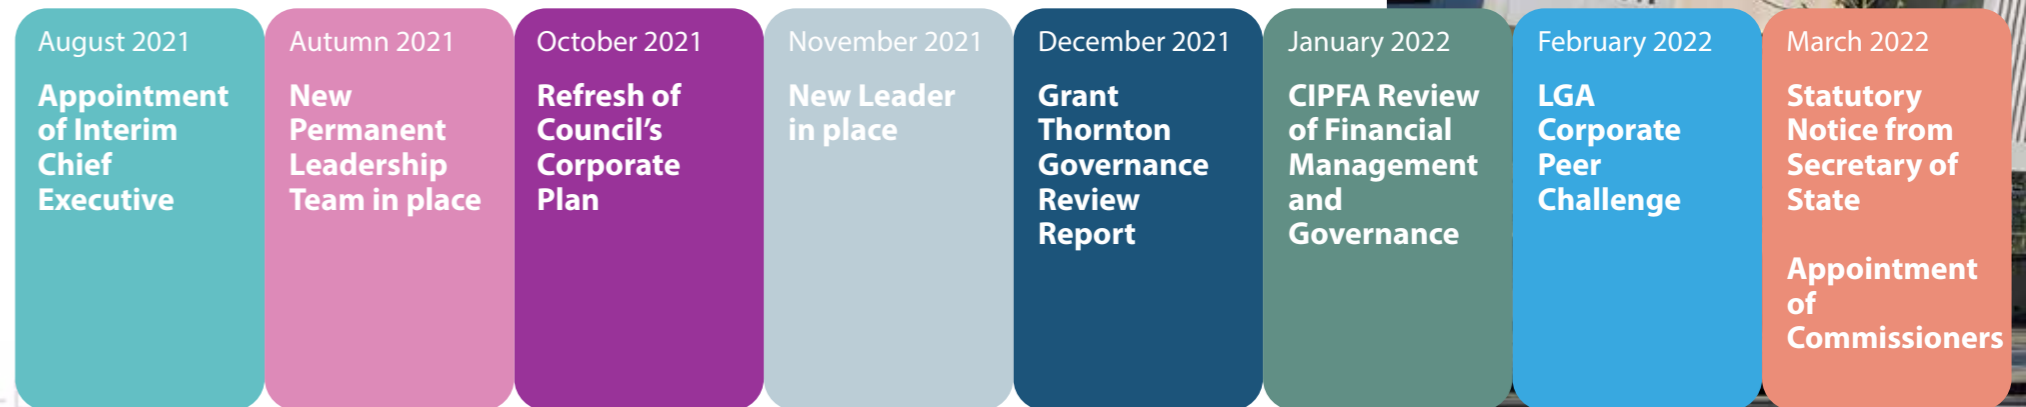 August 2021
Appointment
of Interim
Chief
Executive
Autumn 2021
New
Permanent
Leadership
Team in place
October 2021
Refresh of
Council’s
Corporate
Plan
November 2021
New Leader
in place
December 2021
Grant
Thornton
Governance
Review
Report
January 2022
CIPFA Review
of Financial
Management
and
Governance
February 2022
LGA
Corporate
Peer
Challenge
March 2022
Statutory
Notice from
Secretary of
State
Appointment
of
Commissioners